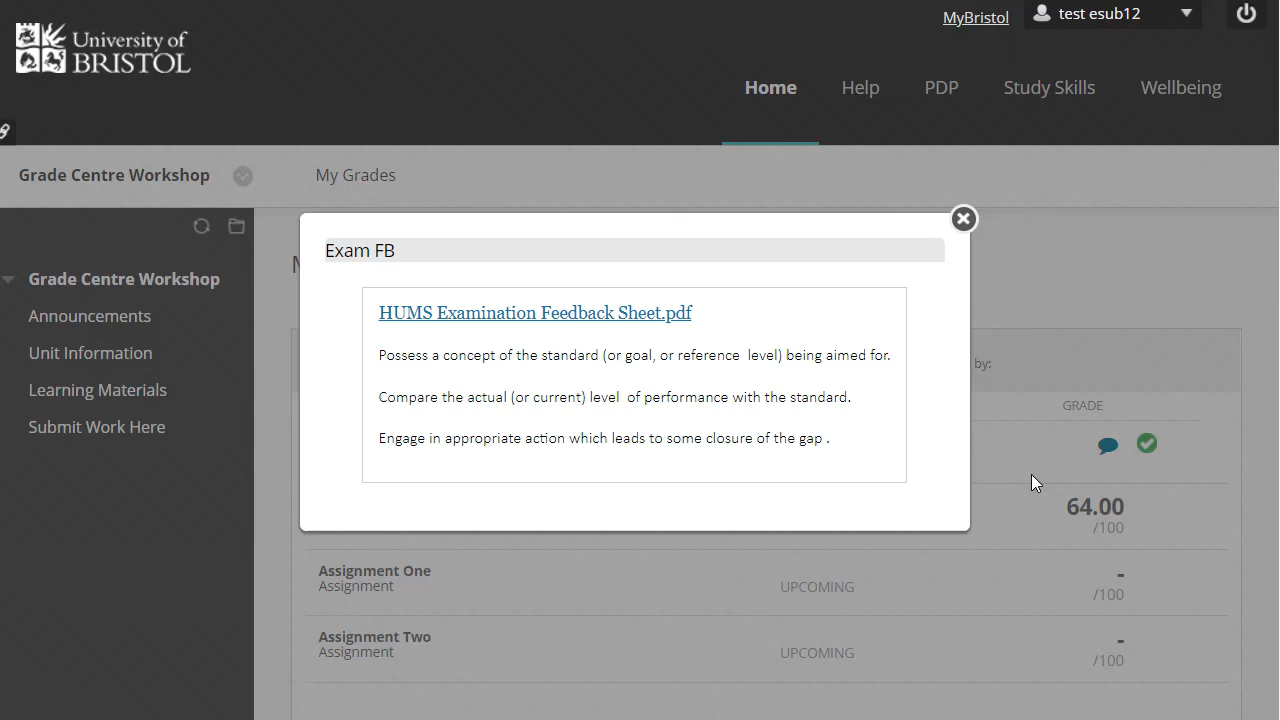 MyBristol
test esub12
University of
BRISTOL
Home
Help
PDP
Study Skills
Wellbeing
Grade Centre Workshop
My Grades
Exam FB
Grade Centre Workshop
HUMS Examination Feedback Sheet.pdf
Announcements
Unit Information
Possess a concept of the standard (or goal, or reference level) being aimed for.
by:
Learning Materials
Compare the actual (or current) level of performance with the standard.
GRADE
Submit Work Here
Engage in appropriate action which leads to some closure of the gap .
64.00
/100
Assignment One
Assignment
UPCOMING
-
/100
Assignment Two
Assignment
UPCOMING
-
/100